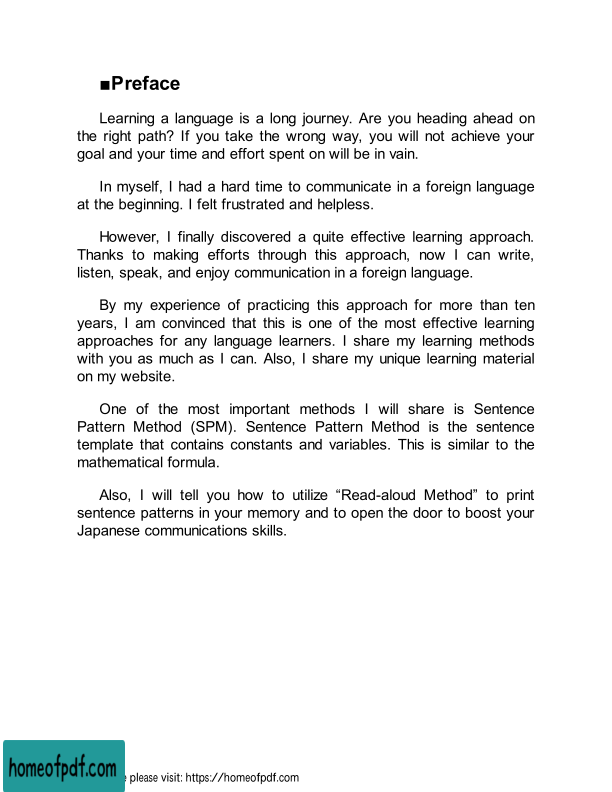 ■Preface
Learning a language is a long journey. Are you heading ahead on
the right path? If you take the wrong way, you will not achieve your
goal and your time and effort spent on will be in vain.
In myself, I had a hard time to communicate in a foreign language
at the beginning. I felt frustrated and helpless.
However, I finally discovered a quite effective learning approach.
Thanks to making efforts through this approach, now I can write,
listen, speak, and enjoy communication in a foreign language.
By my experience of practicing this approach for more than ten
years, I am convinced that this is one of the most effective learning
approaches for any language learners. I share my learning methods
with you as much as I can. Also, I share my unique learning material
on my website.
One of the most important methods I will share is Sentence
Pattern Method (SPM). Sentence Pattern Method is the sentence
template that contains constants and variables. This is similar to the
mathematical formula.
Also, I will tell you how to utilize “Read-aloud Method” to print
sentence patterns in your memory and to open the door to boost your
Japanese communications skills.
homeofpdf.com
please visit: https://homeofpdf.com